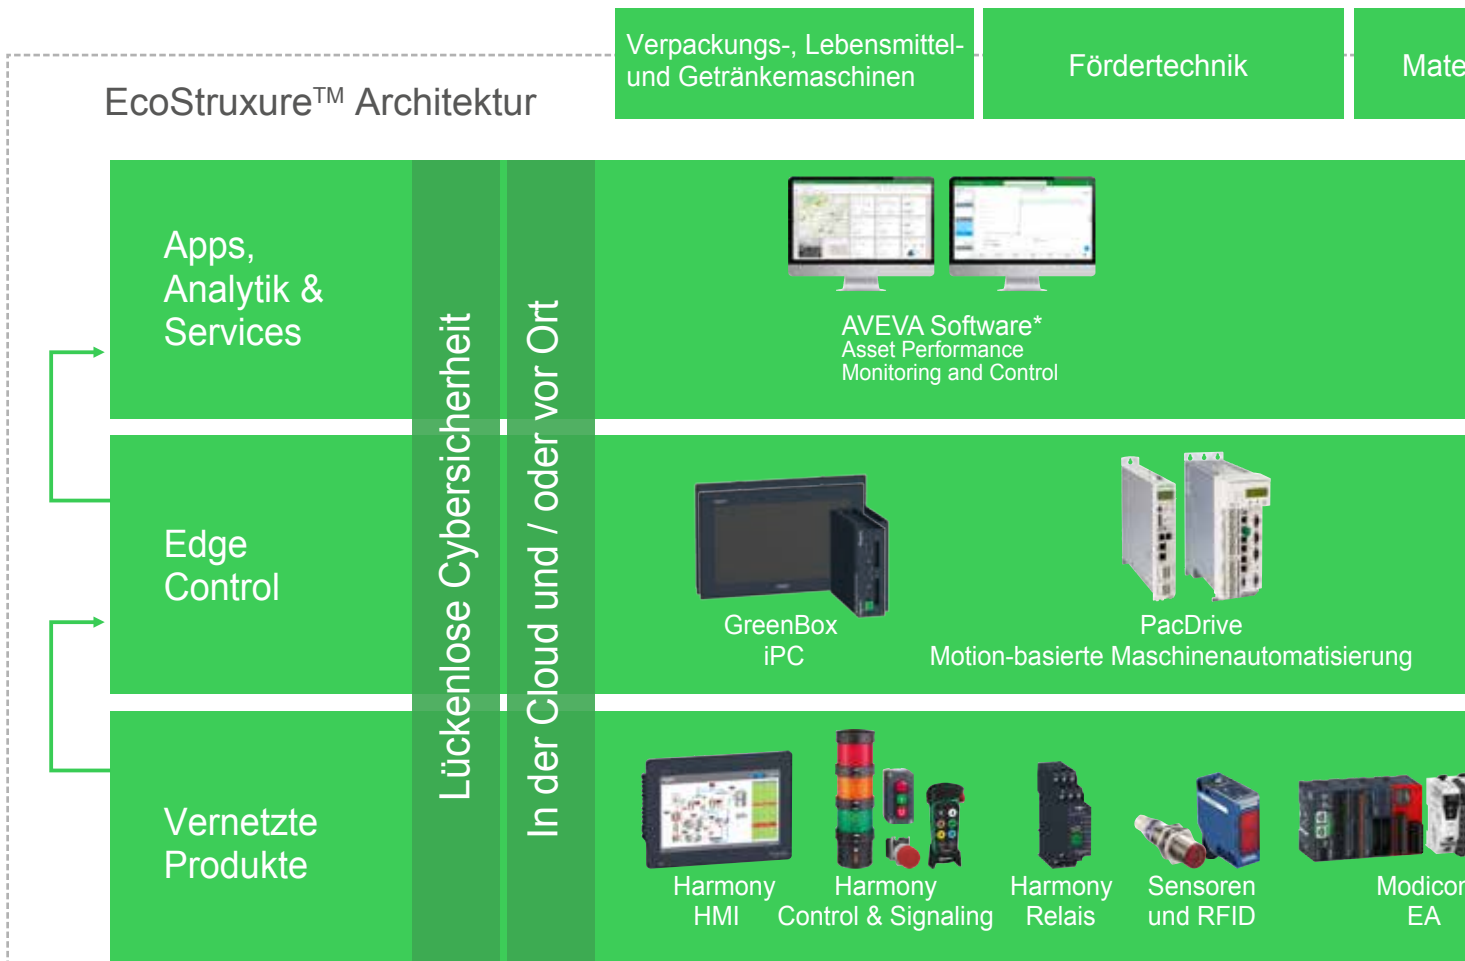 Verpackungs-, Lebensmittel-
und Getränkemaschinen
Fördertechnik
Mate
EcoStruxure™ Architektur
Apps,
Analytik &
Services
Lückenlose Cybersicherheit
In der Cloud und / oder vor Ort
AVEVA Software*
Asset Performance
Monitoring and Control
Edge
Control
GreenBox
iPC
PacDrive
Motion-basierte Maschinenautomatisierung
Vernetzte
Produkte
Harmony
HMI
Harmony
Control & Signaling
Harmony
Relais
Sensoren
und RFID
Modicon
EA